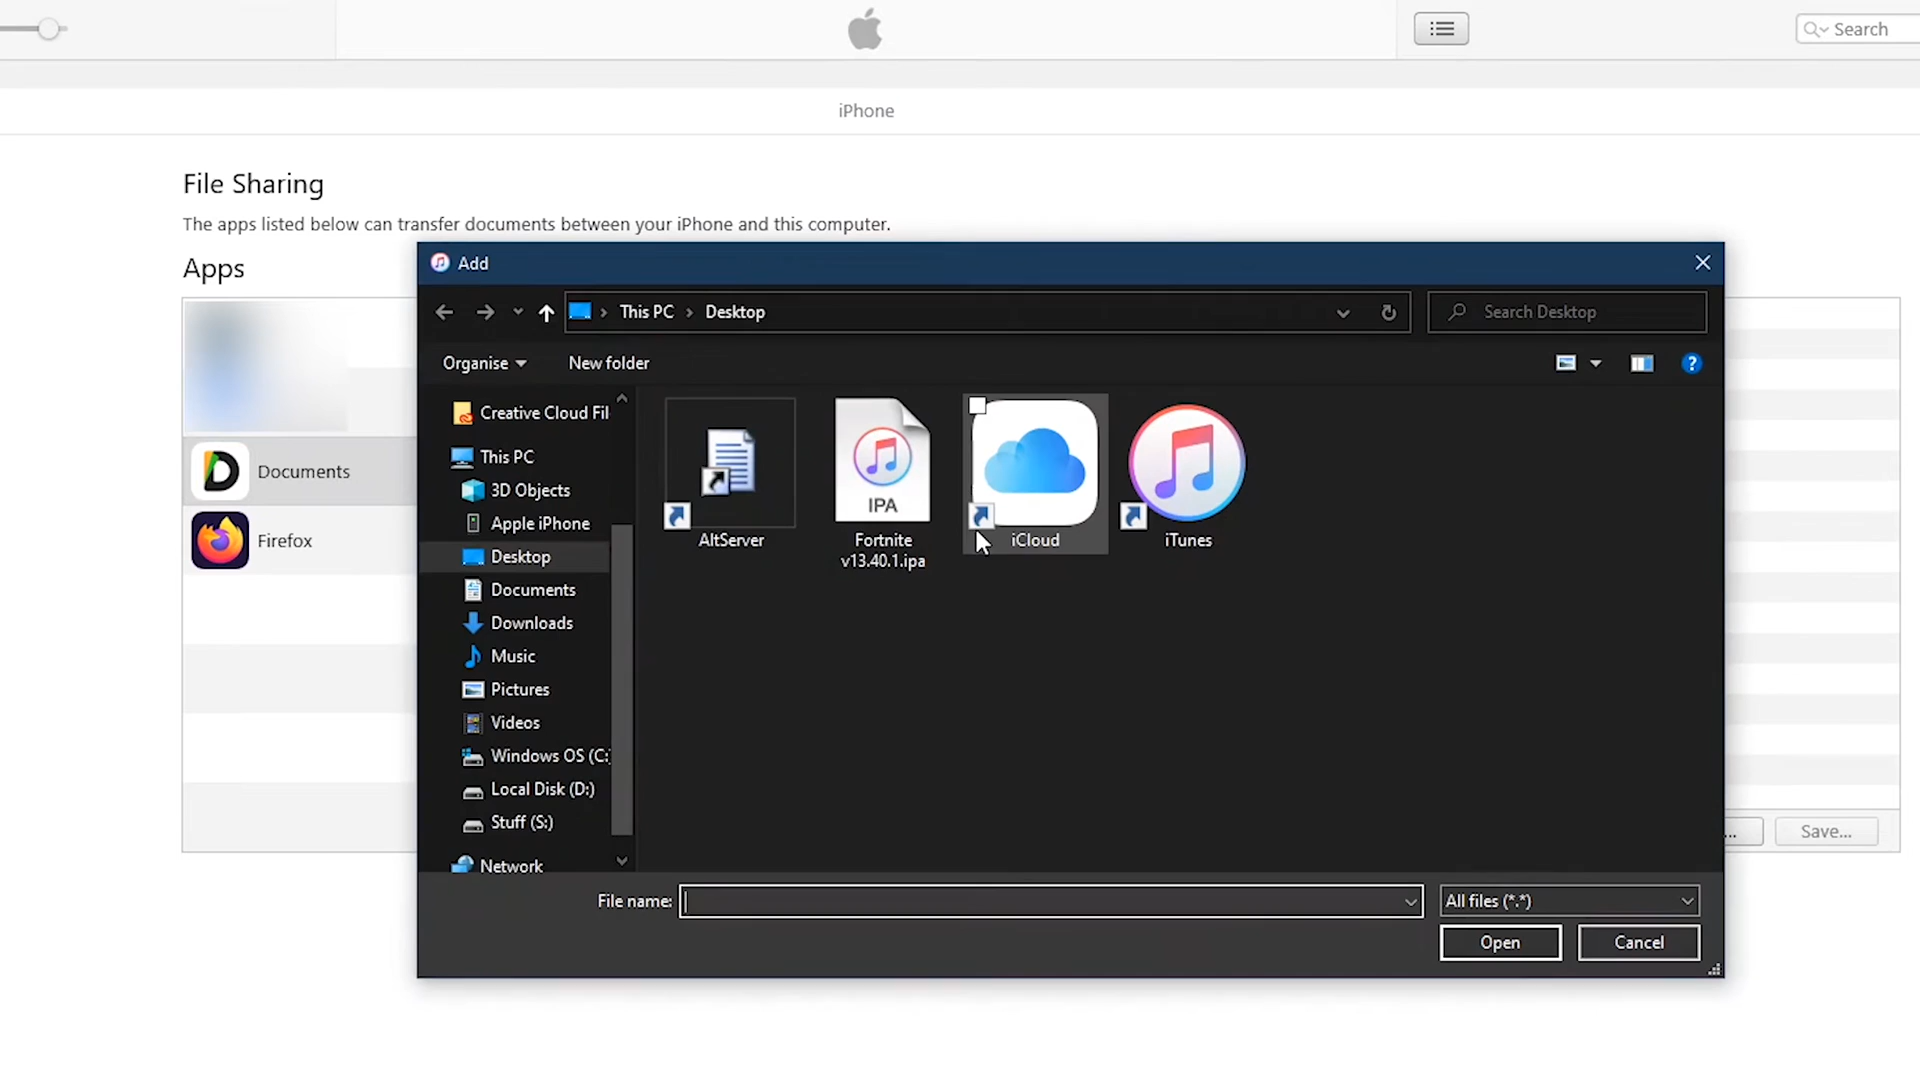 Search
iPhone
File Sharing
The apps listed below can transfer documents between your iPhone and this computer.
Apps
Documents
Firefox
Add
This PC
Desktop
Search Desktop
Organise
New folder
?
Creative Cloud Fil
This PC
3D Objects
Apple iPhone
Desktop
Documents
Downloads
Music
Pictures
Videos
Windows OS (C:
Local Disk (D:)
Stuff (S:)
Network
AltServer
IPA
Fortnite
v13.40.1.ipa
iCloud
iTunes
File name:
All files (*.*)
Open
Cancel
...
Save...